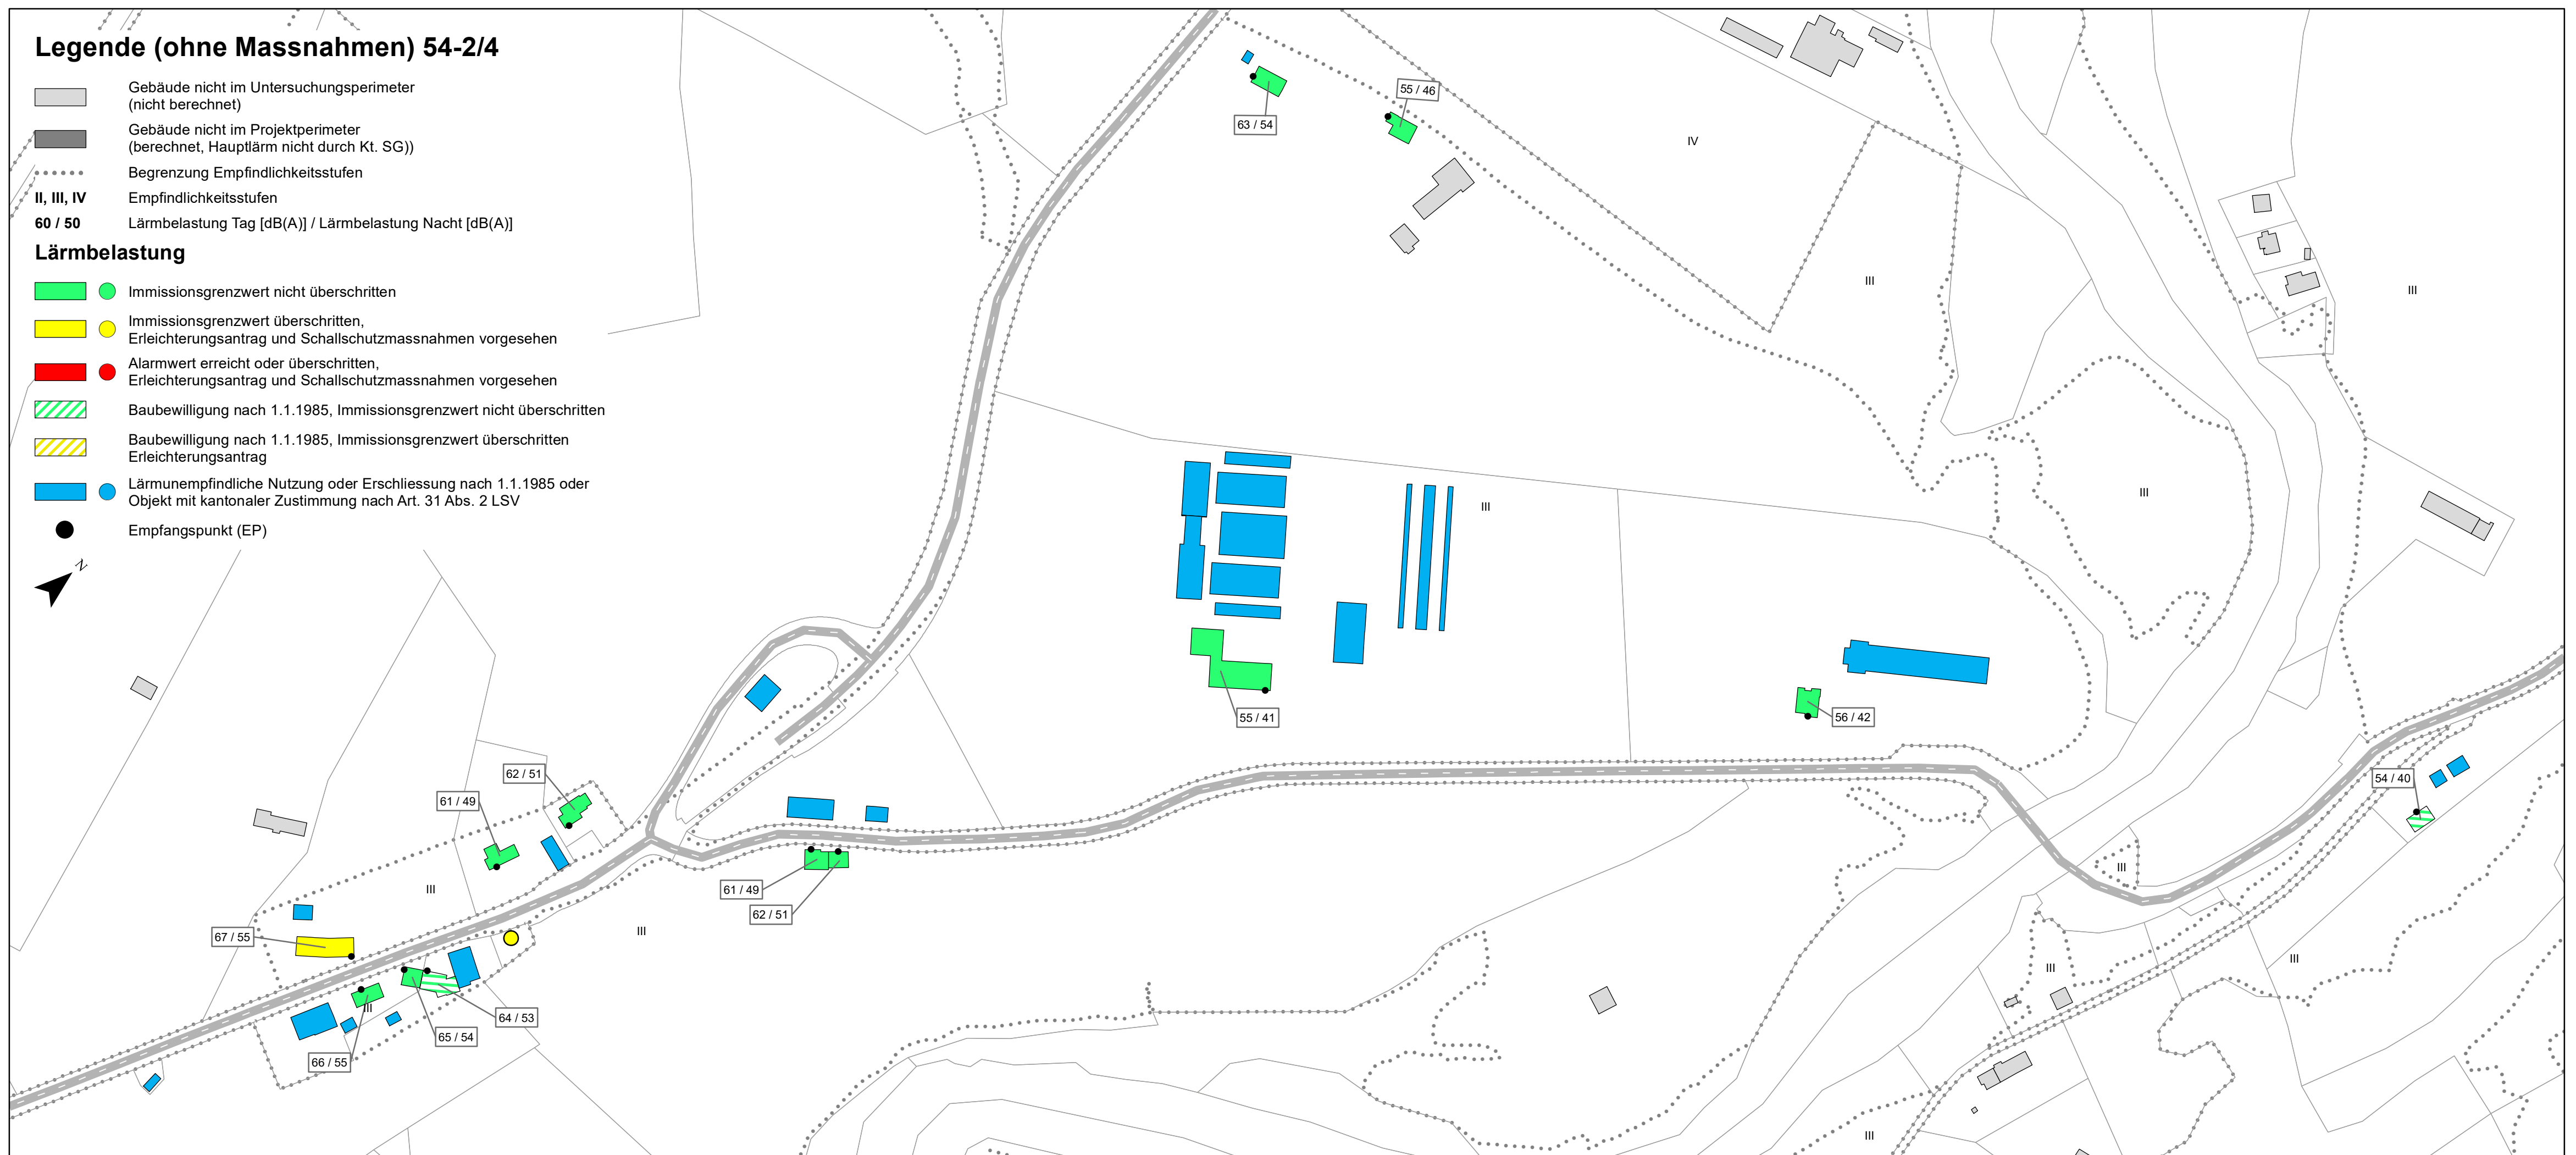 Legende (ohne Massnahmen) 54-2/4
Gebäude nicht im Untersuchungsperimeter
(nicht berechnet)
Gebäude nicht im Projektperimeter
(berechnet, Hauptlärm nicht durch Kt. SG))
Begrenzung Empfindlichkeitsstufen
II, III, IV Empfindlichkeitsstufen
60 / 50 Lärmbelastung Tag [dB(A)] / Lärmbelastung Nacht [dB(A)]
Lärmbelastung
Immissionsgrenzwert nicht überschritten
Immissionsgrenzwert überschritten,
Erleichterungsantrag und Schallschutzmassnahmen vorgesehen
Alarmwert erreicht oder überschritten,
Erleichterungsantrag und Schallschutzmassnahmen vorgesehen
Baubewilligung nach 1.1.1985, Immissionsgrenzwert nicht überschritten
Baubewilligung nach 1.1.1985, Immissionsgrenzwert überschritten
Erleichterungsantrag
Lärmunempfindliche Nutzung oder Erschliessung nach 1.1.1985 oder
Objekt mit kantonaler Zustimmung nach Art. 31 Abs. 2 LSV
Empfangspunkt (EP)
N
55 / 46
63 / 54
IV
III
III
III
III
55 / 41
56 / 42
62 / 51
54 / 40
61 / 49
III
III
61 / 49
62 / 51
III
67 / 55
III
III
III
64 / 53
65 / 54
66 / 55
III